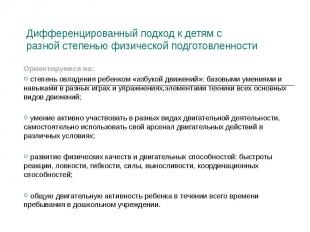 Дифференцированный подход к детям с
разной степенью физической подготовленности
Ориентируемся на:
степень овладения ребенком «азбукой движений»: базовыми умениями и
навыками в разных играх и упражнениях,элементами техники всех основных
видов движений;
умение активно участвовать в разных видах двигательной деятельности,
самостоятельно использовать свой арсенал двигательных действий в
различных условиях;
развитие физических качеств и двигательных способностей: быстроты
реакции, ловкости, гибкости, силы, выносливости, координационных
способностей;
общую двигательную активность ребенка в течении всего времени
пребывания в дошкольном учреждении.